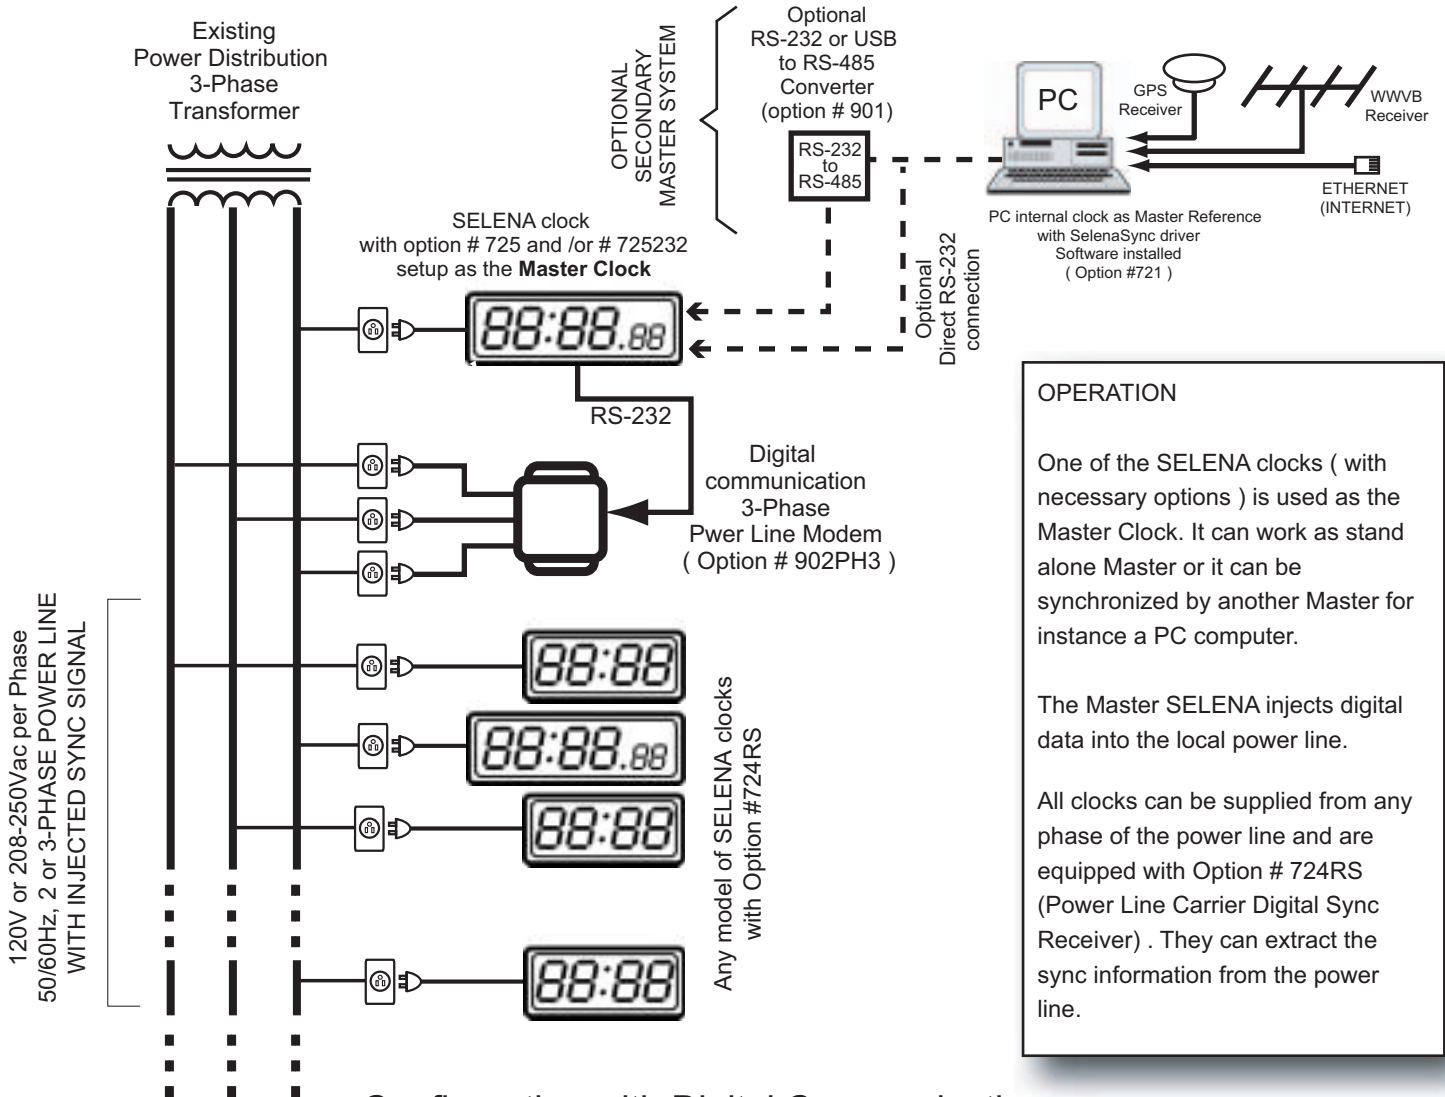 Existing
Power Distribution
3-Phase
Transformer
OPTIONAL
SECONDARY
MASTER SYSTEM
Optional
RS-232 or USB
to RS-485
Converter
(option # 901)
RS-232
to
RS-485
PC
GPS
Receiver
WWVB
Receiver
ETHERNET
(INTERNET)
PC internal clock as Master Reference
with SelenaSync driver
Software installed
( Option #721 )
SELENA clock
with option # 725 and /or # 725232
setup as the Master Clock
88:88.88
Optional
Direct RS-232
connection
RS-232
Digital
communication
3-Phase
Pwer Line Modem
( Option # 902PH3 )
120V or 208-250Vac per Phase
50/60Hz, 2 or 3-PHASE POWER LINE
WITH INJECTED SYNC SIGNAL
88:88
88:88.88
88:88
88:88
Any model of SELENA clocks
with Option #724RS
OPERATION
One of the SELENA clocks ( with
necessary options ) is used as the
Master Clock. It can work as stand
alone Master or it can be
synchronized by another Master for
instance a PC computer.
The Master SELENA injects digital
data into the local power line.
All clocks can be supplied from any
phase of the power line and are
equipped with Option # 724RS
(Power Line Carrier Digital Sync
Receiver) . They can extract the
sync information from the power
line.